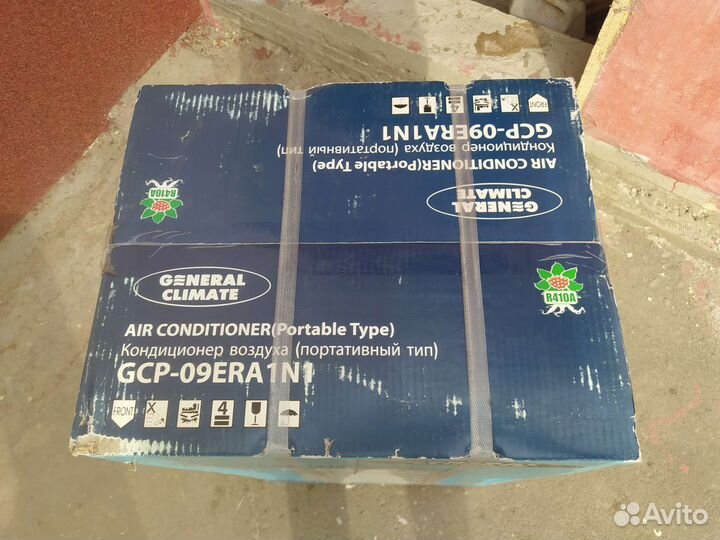 FRONT
X
4
GCP-09ERA1N1
Кондиционер воздуха (портативный тип)
AIR CONDITIONER(Portable Type)
GENERAL
CLIMATE
R410A
GENERAL
CLIMATE
R410A
AIR CONDITIONER(Portable Type)
Кондиционер воздуха (портативный тип)
GCP-09ERA1N1
FRONT
X
4
Avito